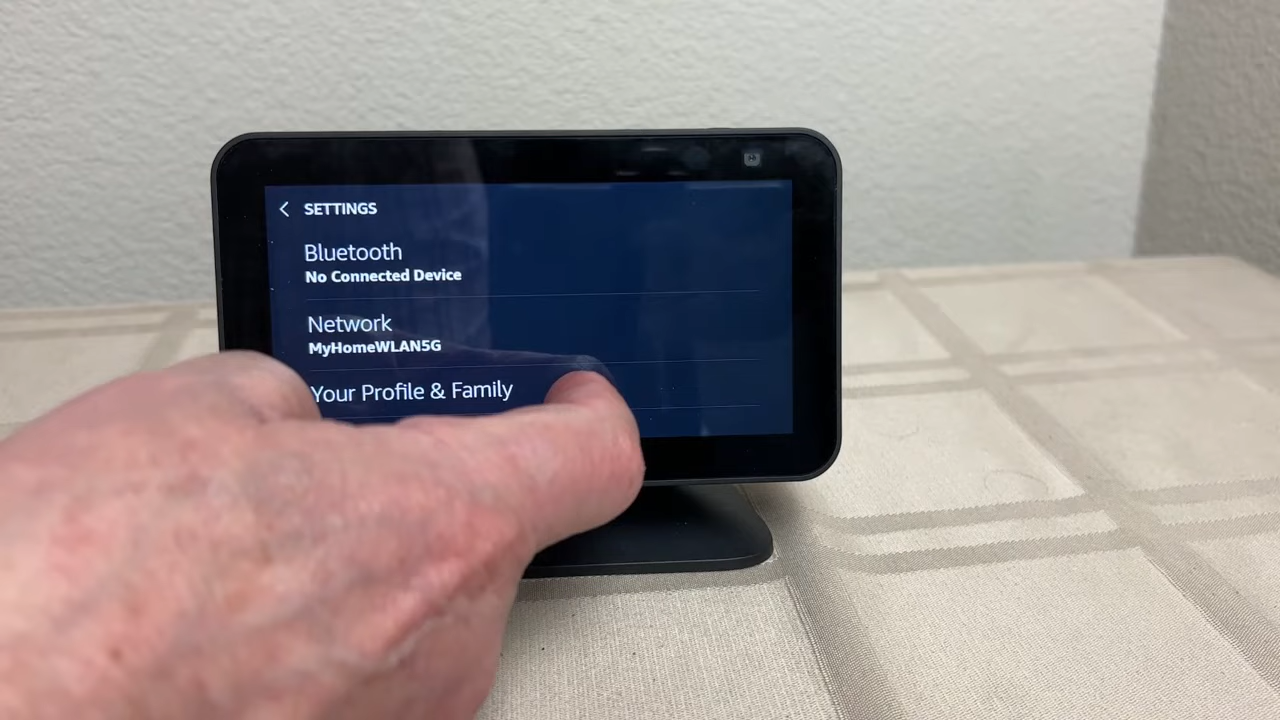 SETTINGS
Bluetooth
No Connected Device
Network
MyHomeWLAN5G
Your Profile & Family